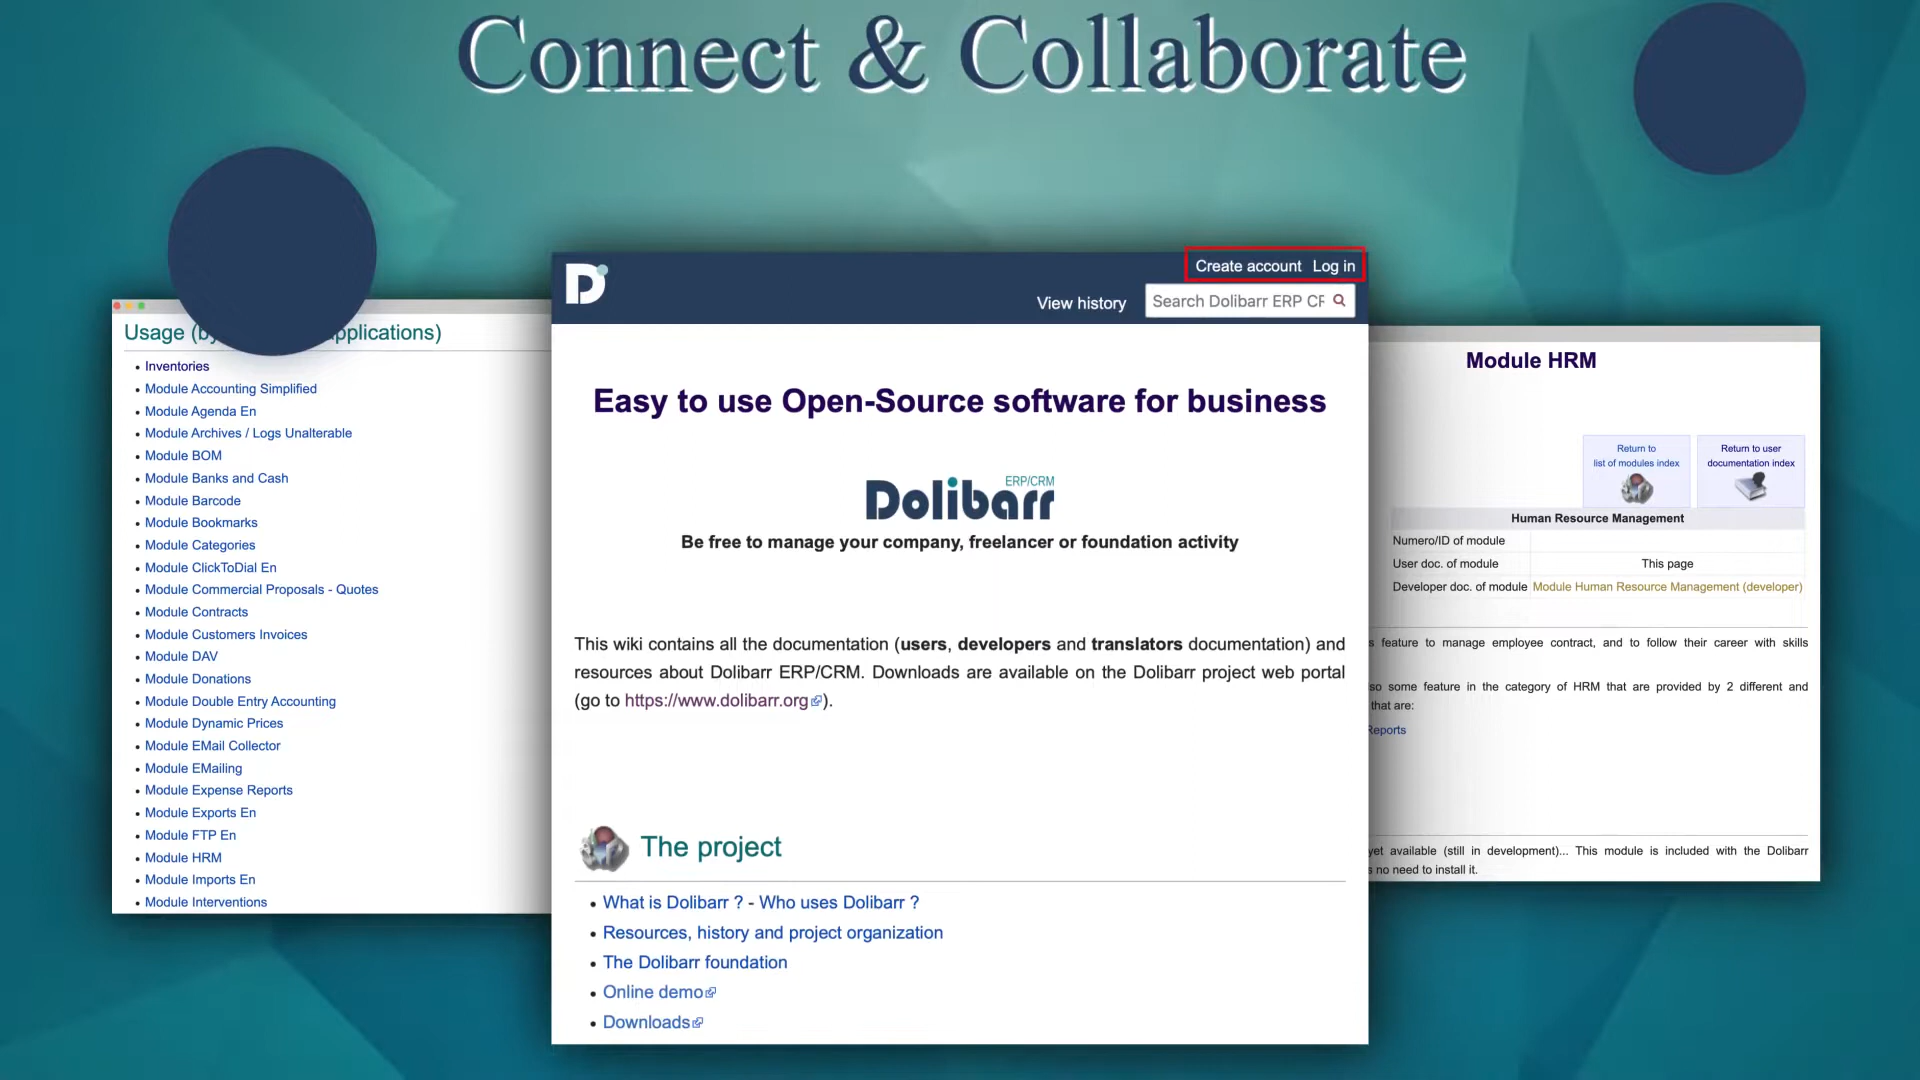 Connect & Collaborate
Usage (by pplications)
Inventories
Module Accounting Simplified
Module Agenda En
Module Archives / Logs Unalterable
Module BOM
Module Banks and Cash
Module Barcode
Module Bookmarks
Module Categories
Module ClickToDial En
Module Commercial Proposals - Quotes
Module Contracts
Module Customers Invoices
Module DAV
Module Donations
Module Double Entry Accounting
Module Dynamic Prices
Module EMail Collector
Module EMailing
Module Expense Reports
Module Exports En
Module FTP En
Module HRM
Module Imports En
Module Interventions
D
Create account Log in
View history
Search Dolibarr ERP CF
Easy to use Open-Source software for business
ERP/CRM
Dolibarr
Be free to manage your company, freelancer or foundation activity
This wiki contains all the documentation (users, developers and translators documentation) and
resources about Dolibarr ERP/CRM. Downloads are available on the Dolibarr project web portal
(go to https://www.dolibarr.org).
The project
What is Dolibarr ? - Who uses Dolibarr ?
Resources, history and project organization
The Dolibarr foundation
Online demo
Downloads
Module HRM
Return to
list of modules index
Return to user
documentation index
Human Resource Management
Numero/ID of module
User doc. of module This page
Developer doc. of module Module Human Resource Management (developer)
s feature to manage employee contract, and to follow their career with skills
so some feature in the category of HRM that are provided by 2 different and
that are:
Reports
yet available (still in development)... This module is included with the Dolibarr
s no need to install it.